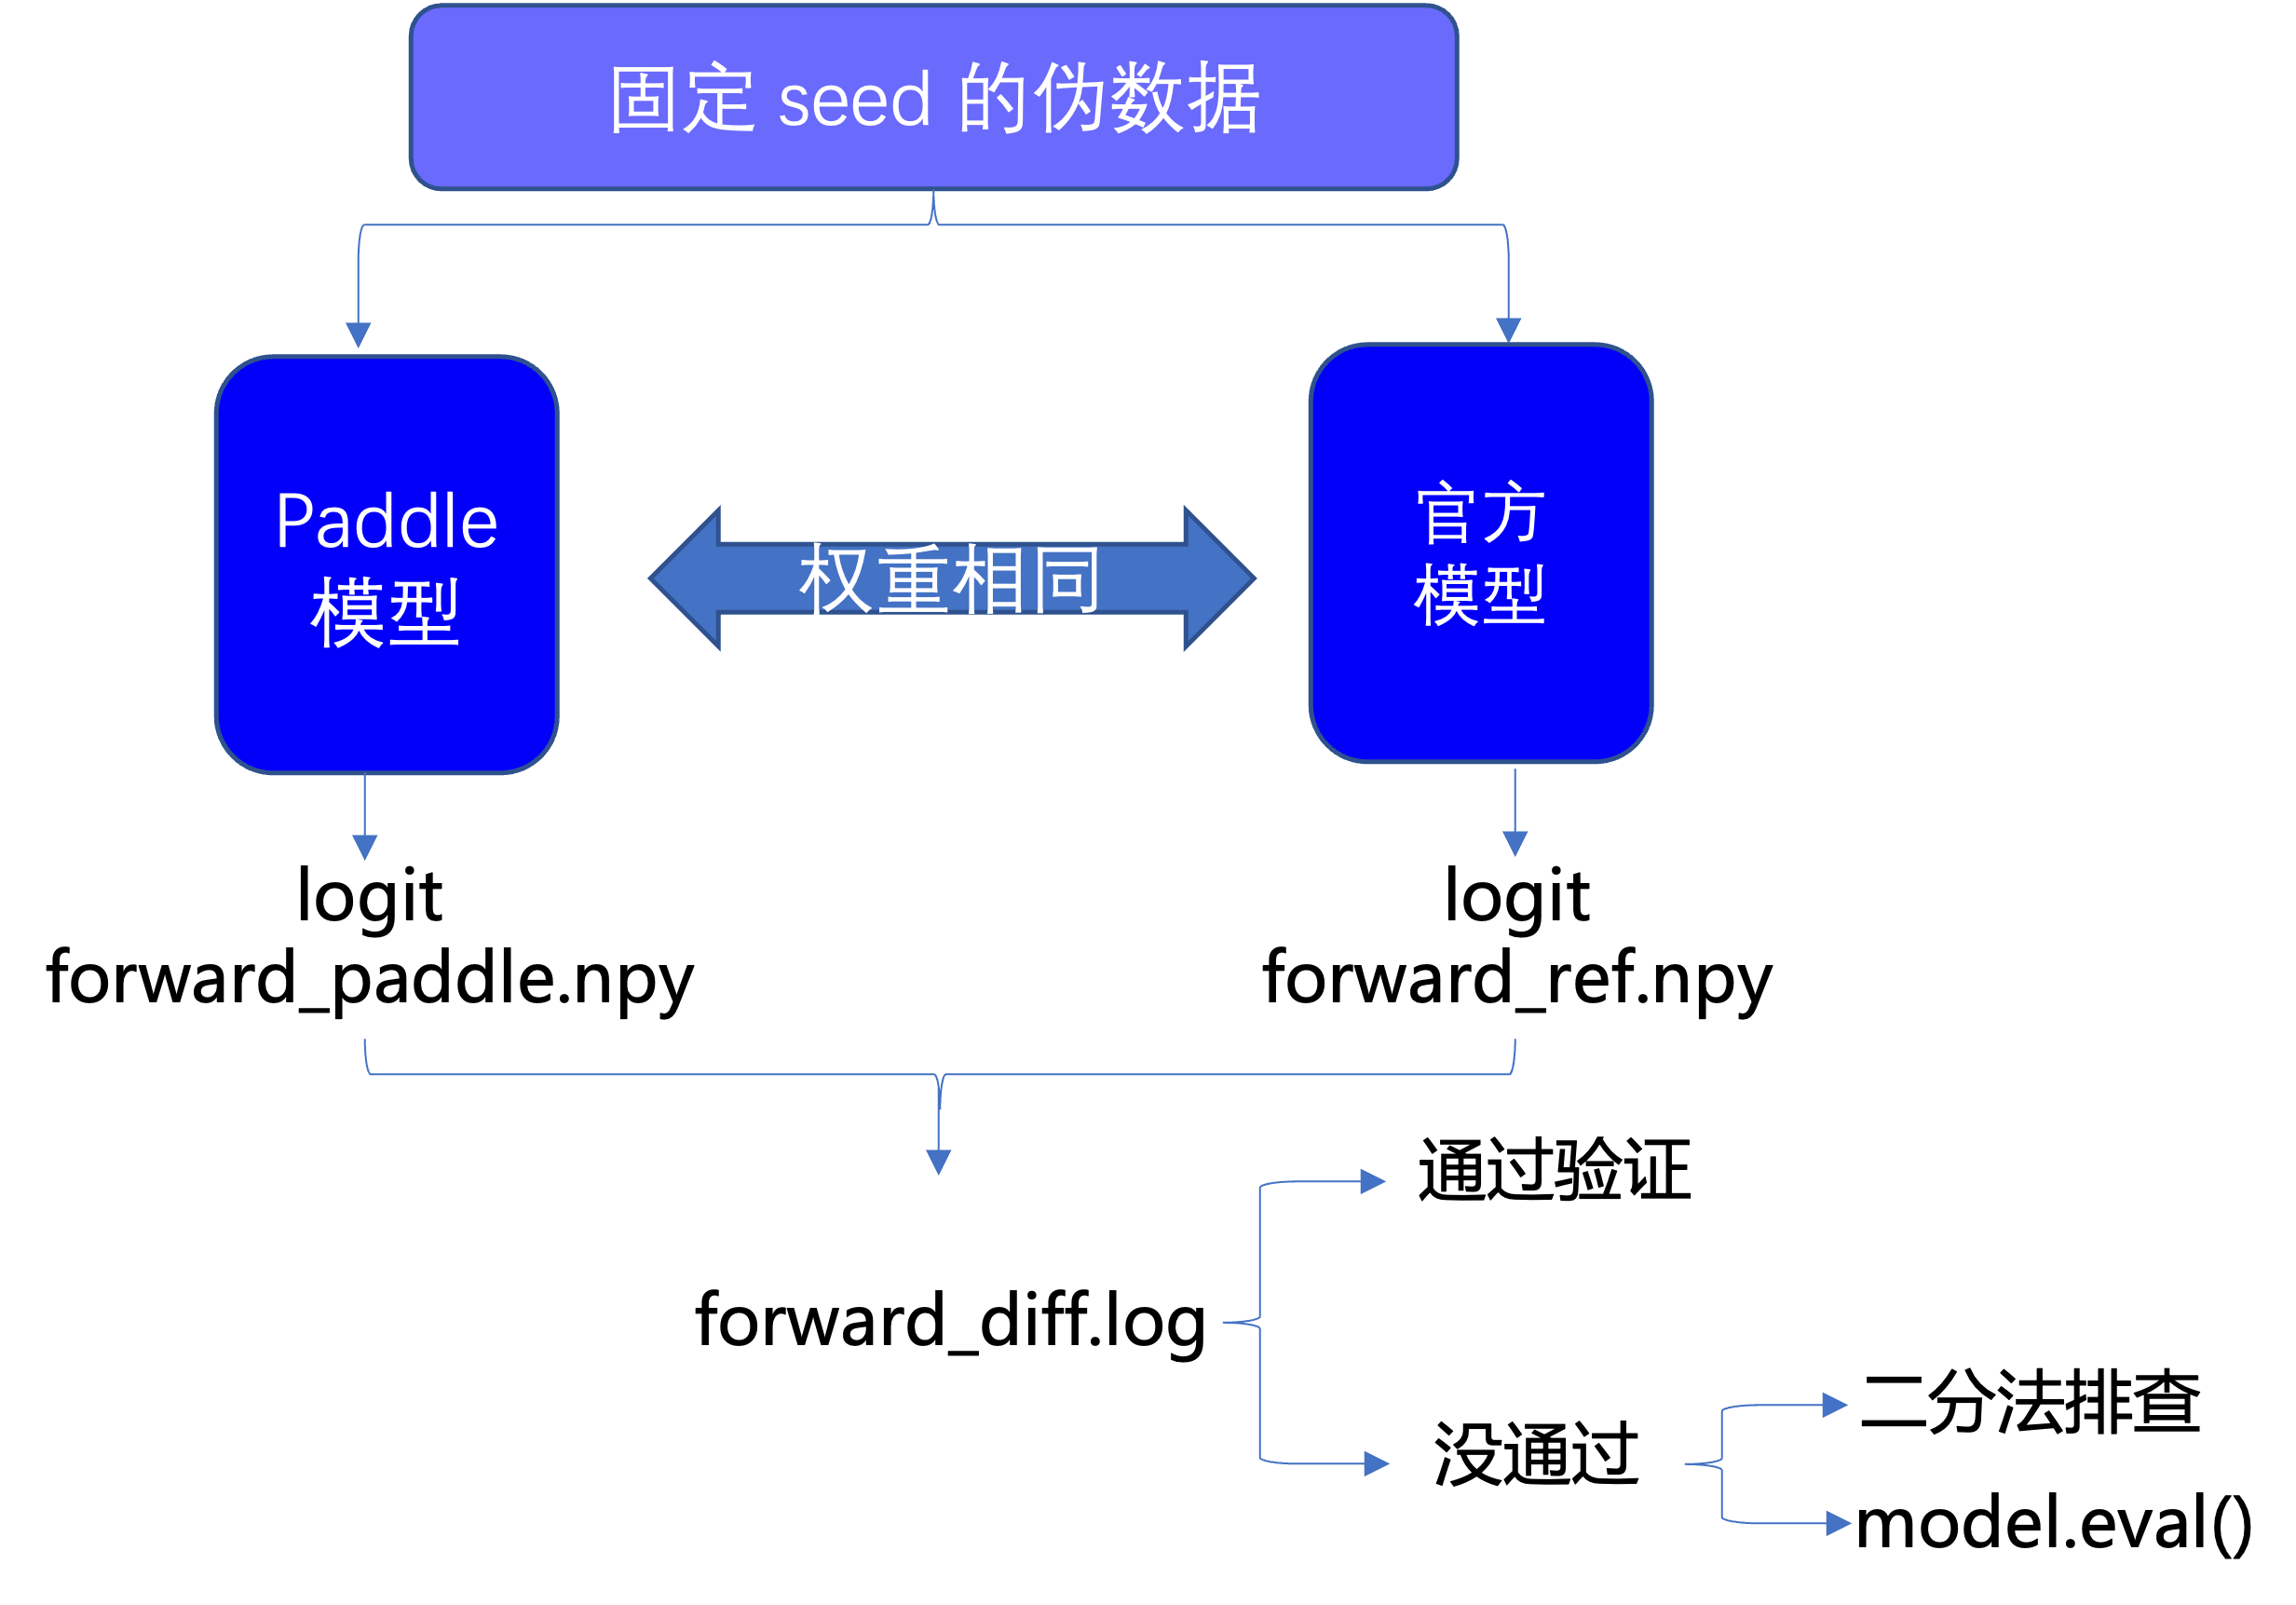 固定 seed 的伪数据
Paddle
模型
权重相同
官方
模型
logit
forward_paddle.npy
logit
forward_ref.npy
forward_diff.log
通过验证
没通过
二分法排查
model.eval()